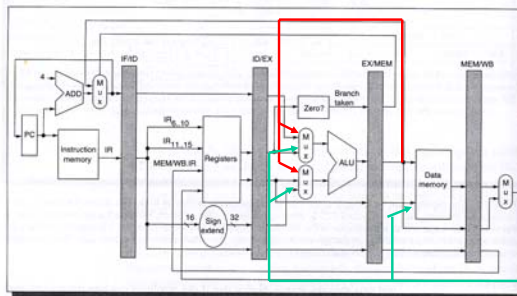 IF/ID
ID/EX
EX/MEM
MEM/WB
4
ADD
M
u
x
Zero?
Branch
taken
PC
Instruction
memory
IR
IR6..10
IR11..15
MEM/WB.IR
Registers
M
u
x
M
u
x
ALU
Data
memory
M
u
x
16
Sign
extend
32